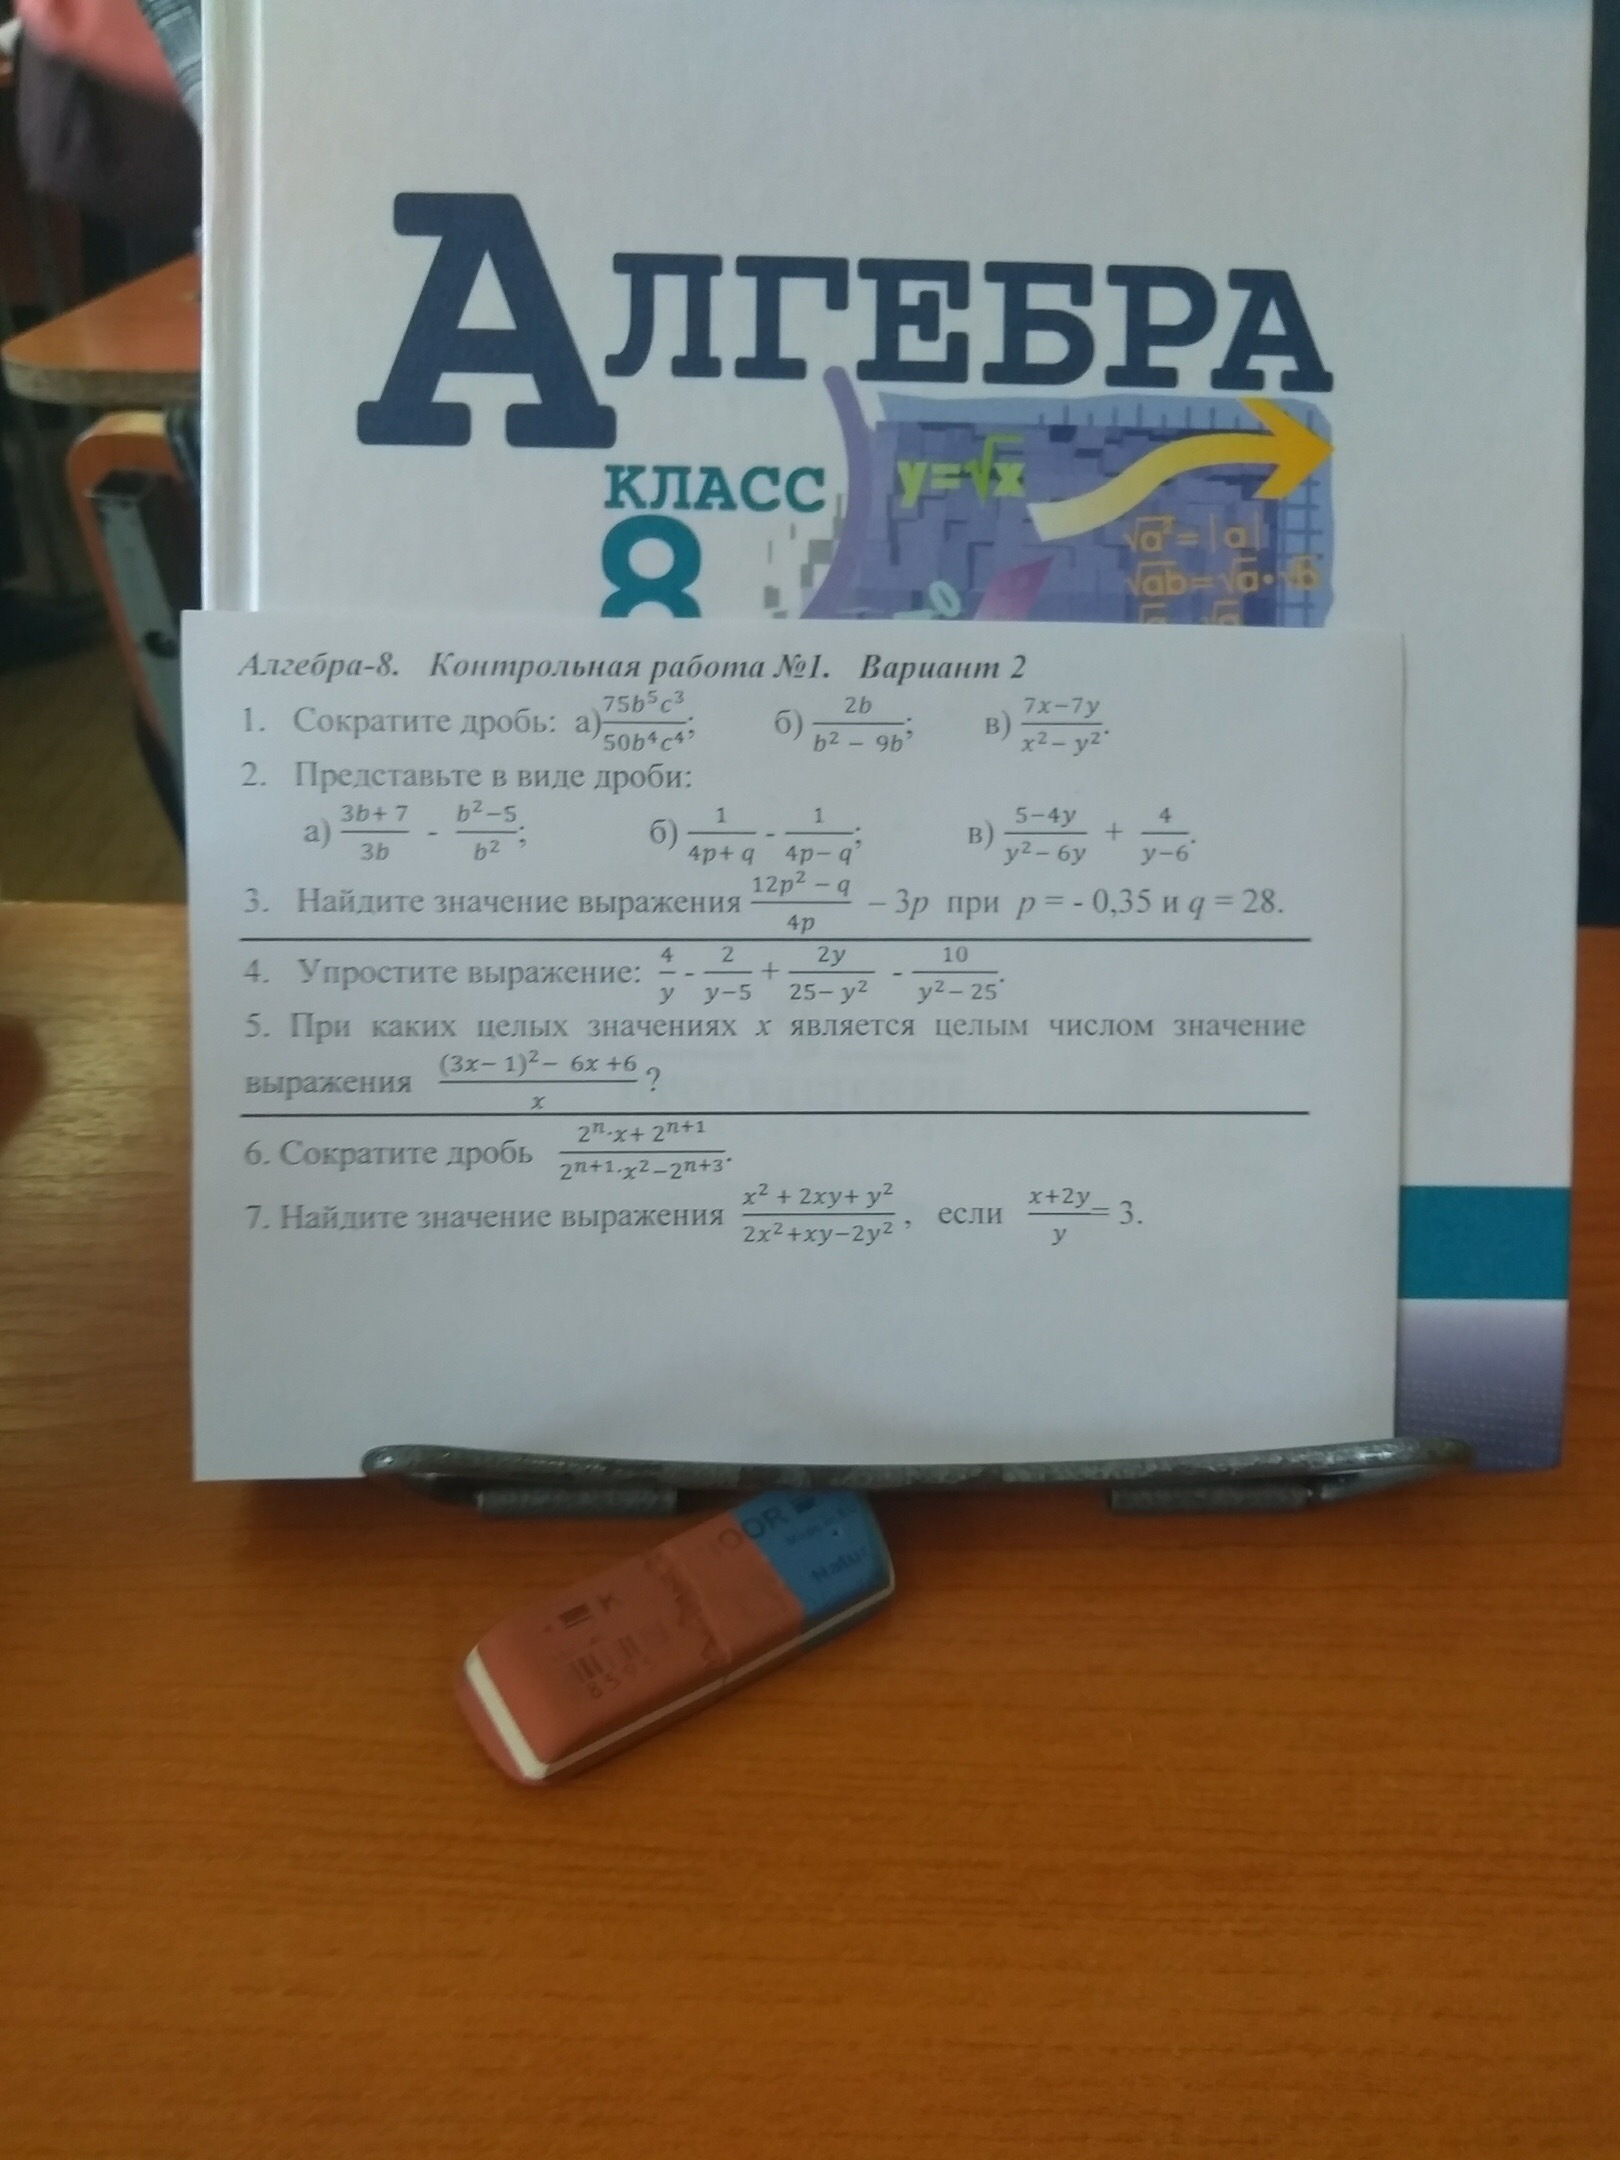 АЛГЕБРА
КЛАСС
8
y=√x
√a² = |a|
√ab=√a•√b
Алгебра-8. Контрольная работа №1. Вариант 2
1. Сократите дробь: а) 75b⁵c³/50b⁴c⁴; б) 2b/(b² – 9b); в) (7x–7y)/(x² – y²).
2. Представьте в виде дроби:
а) (3b+ 7)/3b - (b²–5)/b²; б) 1/(4p+ q) - 1/(4p– q); в) (5–4y)/(y² – 6y) + 4/(y–6).
3. Найдите значение выражения (12p² – q)/4p – 3p при p = - 0,35 и q = 28.
4. Упростите выражение: 4/y - 2/(y–5) + 2y/(25– y²) - 10/(y² – 25).
5. При каких целых значениях x является целым числом значение
выражения ((3x– 1)² – 6x +6)/x ?
6. Сократите дробь (2ⁿ·x+ 2ⁿ⁺¹)/(2ⁿ⁺¹·x²–2ⁿ⁺³).
7. Найдите значение выражения (x² + 2xy+ y²)/(2x²+xy–2y²), если (x+2y)/y = 3.